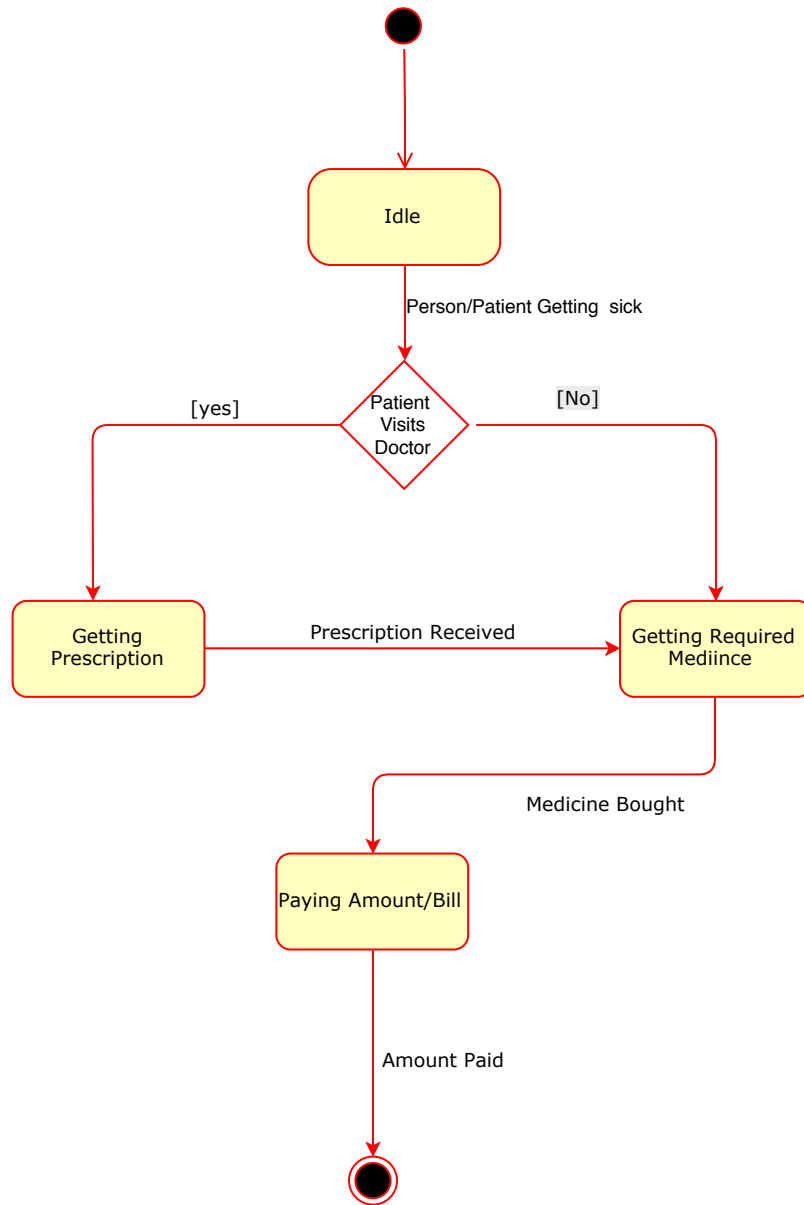 Idle
Person/Patient Getting  sick
[yes]
[No]
Patient
Visits
Doctor
Getting
Prescription
Prescription Received
Getting Required
Mediince
Medicine Bought
Paying Amount/Bill
Amount Paid